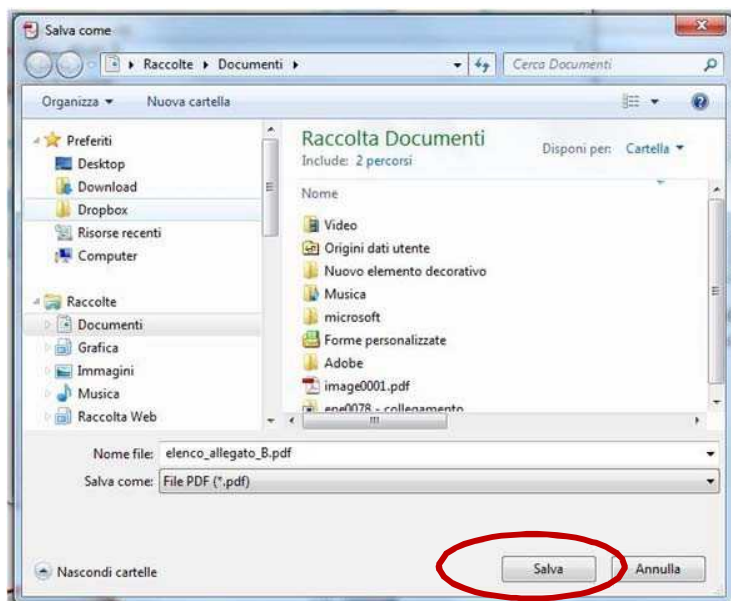 Salva come
Raccolte Documenti
Cerca Documenti
Organizza Nuova cartella
Preferiti
Desktop
Download
Dropbox
Risorse recenti
Computer
Raccolte
Documenti
Grafica
Immagini
Musica
Raccolta Web
Raccolta Documenti
Include: 2 percorsi
Disponi per: Cartella
Nome
Video
Origini dati utente
Nuovo elemento decorativo
Musica
microsoft
Forme personalizzate
Adobe
image0001.pdf
epe0078 - collegamento
Nome file: elenco_allegato_B.pdf
Salva come: File PDF (*.pdf)
Nascondi cartelle
Salva Annulla